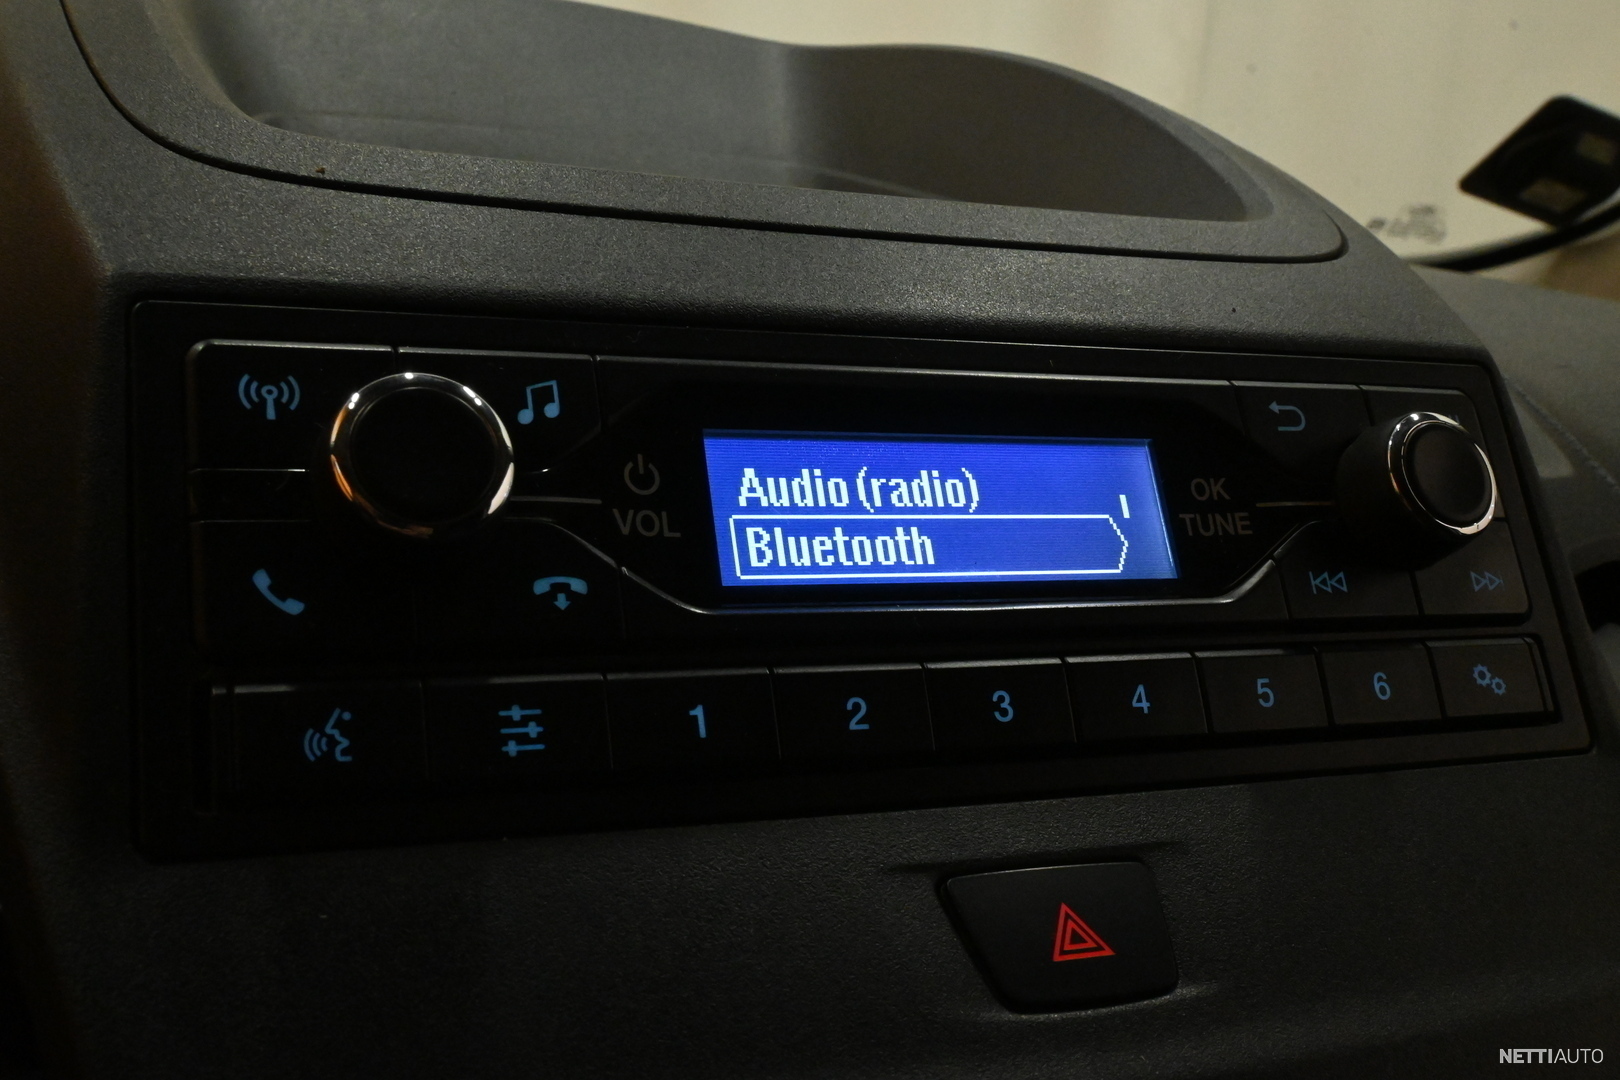 Audio (radio)
Bluetooth
VOL
OK
TUNE
1 2 3 4 5 6
NETTIAUTO